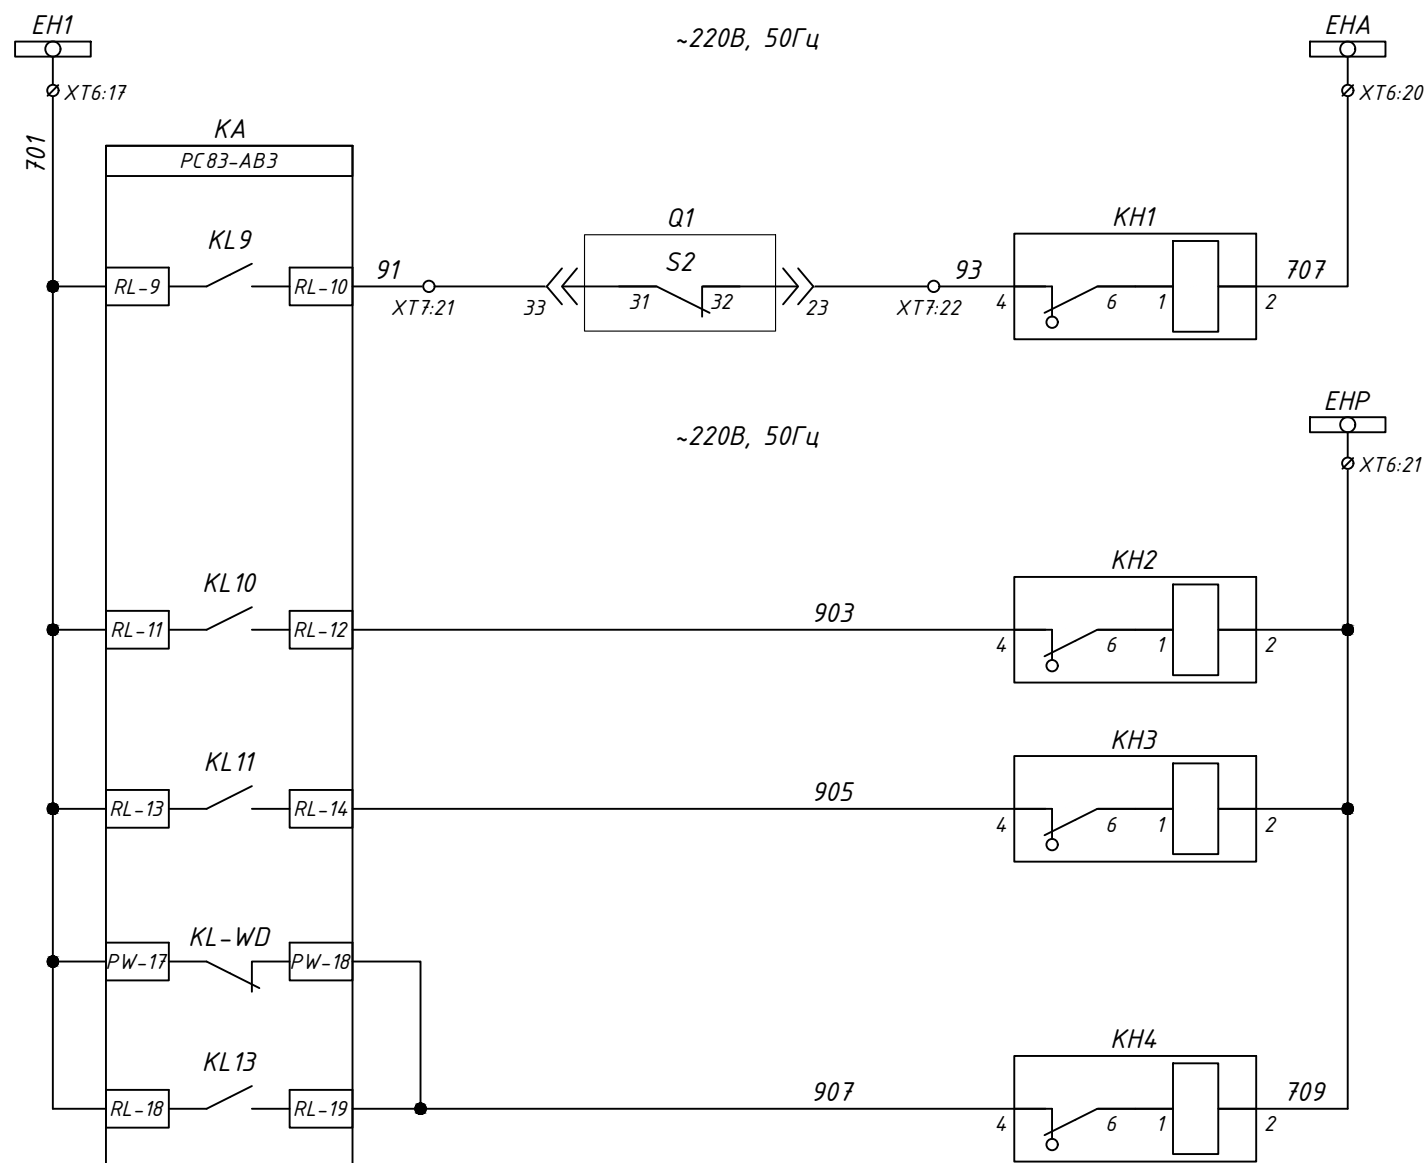 EH1
~220В, 50Гц
EHA
XT6:17
XT6:20
701
KA
РС83-АВ3
KL9
Q1
KH1
S2
RL-9
RL-10
91
93
707
XT7:21
33
31
32
23
XT7:22
4
6
1
2
~220В, 50Гц
EHP
XT6:21
KL10
KH2
RL-11
RL-12
903
4
6
1
2
KL11
KH3
RL-13
RL-14
905
4
6
1
2
KL-WD
PW-17
PW-18
KL13
KH4
RL-18
RL-19
907
709
4
6
1
2